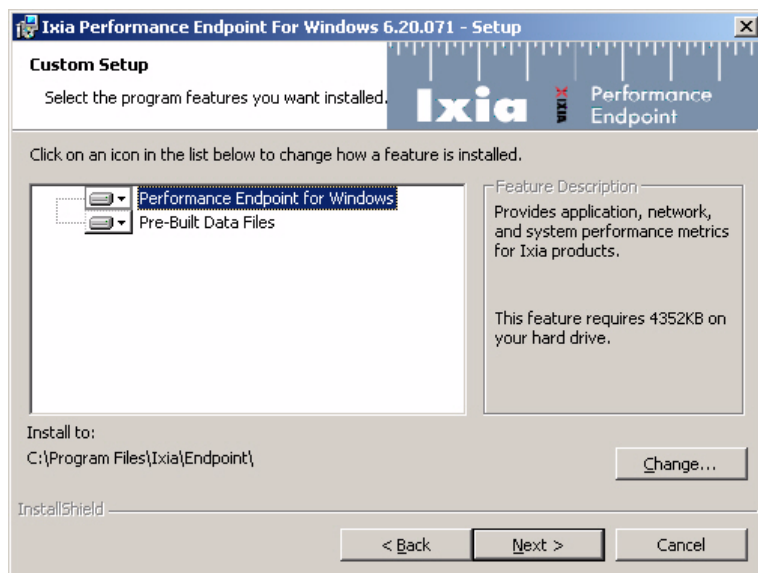 Ixia Performance Endpoint For Windows 6.20.071 - Setup
Custom Setup
Select the program features you want installed.
Ixia
IXIA
Performance
Endpoint
Click on an icon in the list below to change how a feature is installed.
Performance Endpoint for Windows
Pre-Built Data Files
Feature Description
Provides application, network,
and system performance metrics
for Ixia products.
This feature requires 4352KB on
your hard drive.
Install to:
C:\Program Files\Ixia\Endpoint\
Change...
InstallShield
< Back
Next >
Cancel